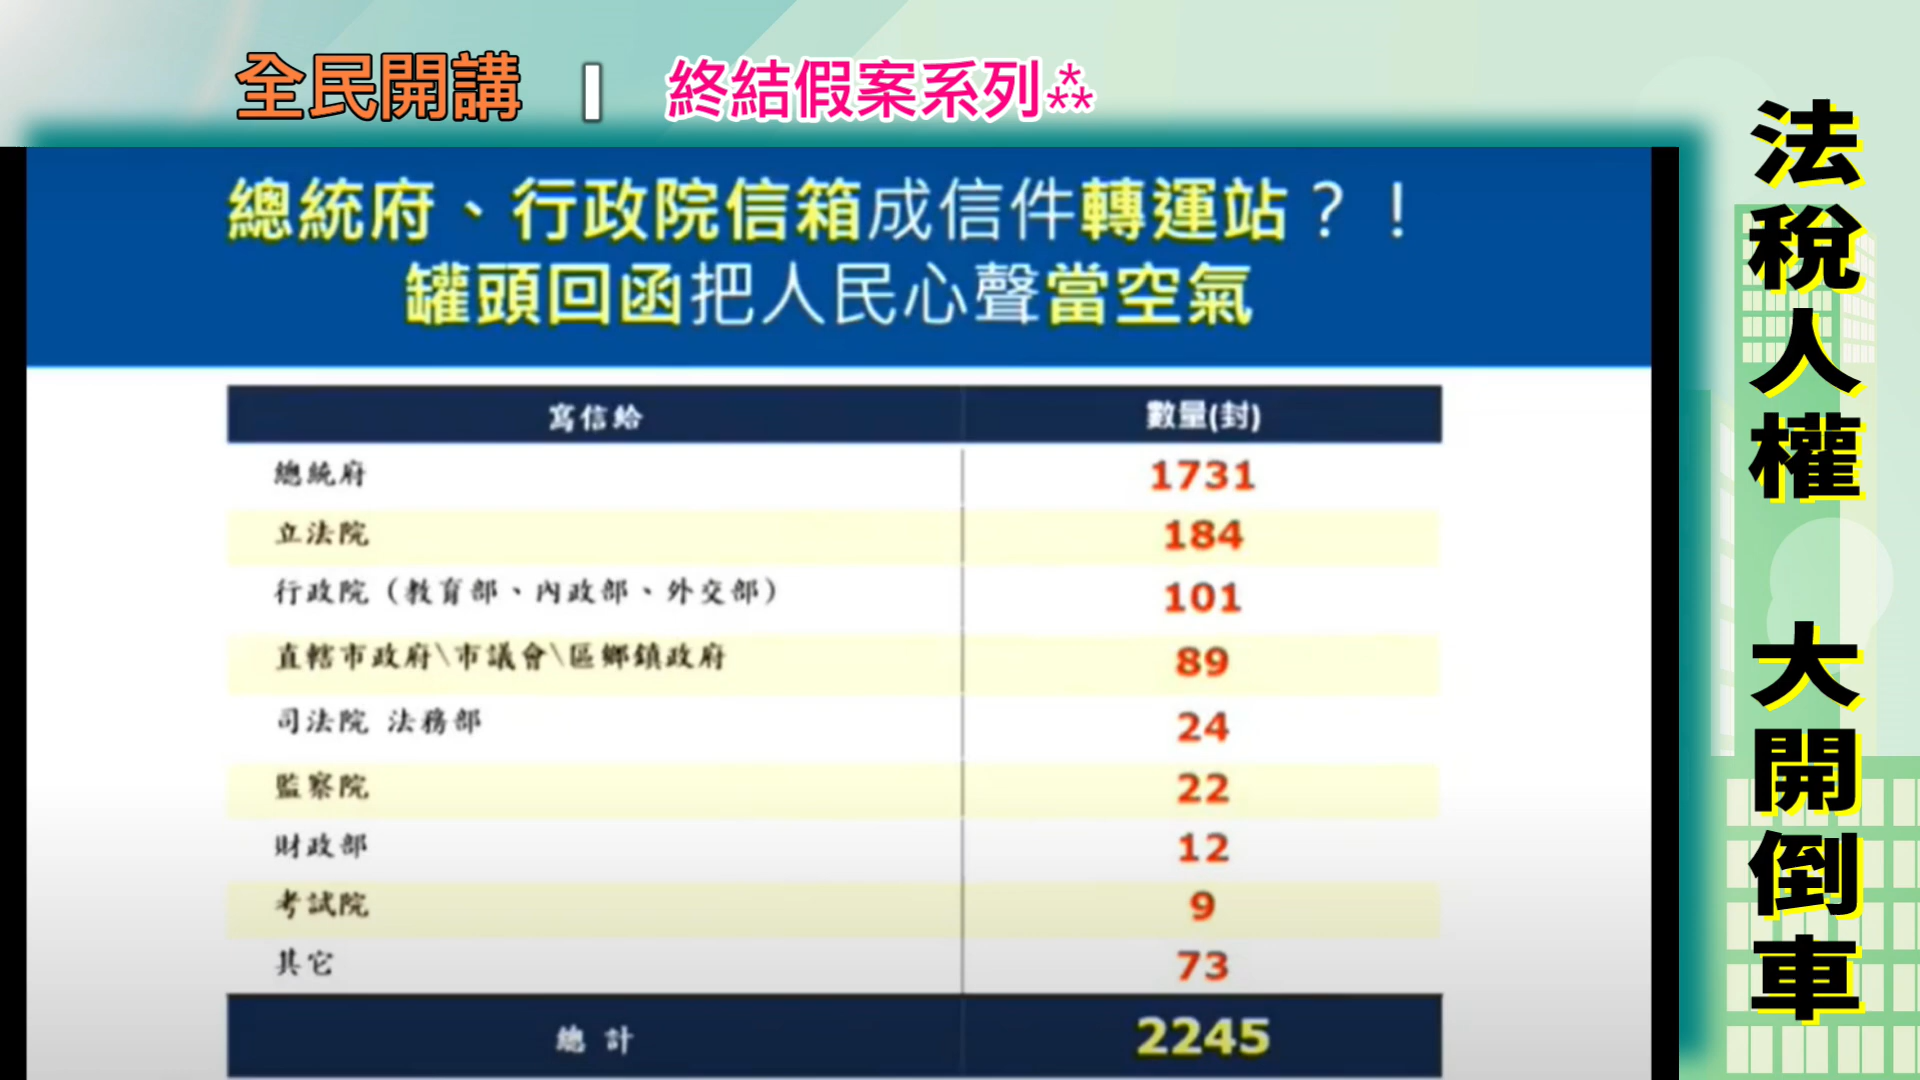 全民開講 | 終結假案系列⁂
總統府、行政院信箱成信件轉運站？！
罐頭回函把人民心聲當空氣
寫信給 數量(封)
總統府 1731
立法院 184
行政院（教育部、內政部、外交部） 101
直轄市政府\市議會\區鄉鎮政府 89
司法院 法務部 24
監察院 22
財政部 12
考試院 9
其它 73
總計 2245
法稅人權 大開倒車